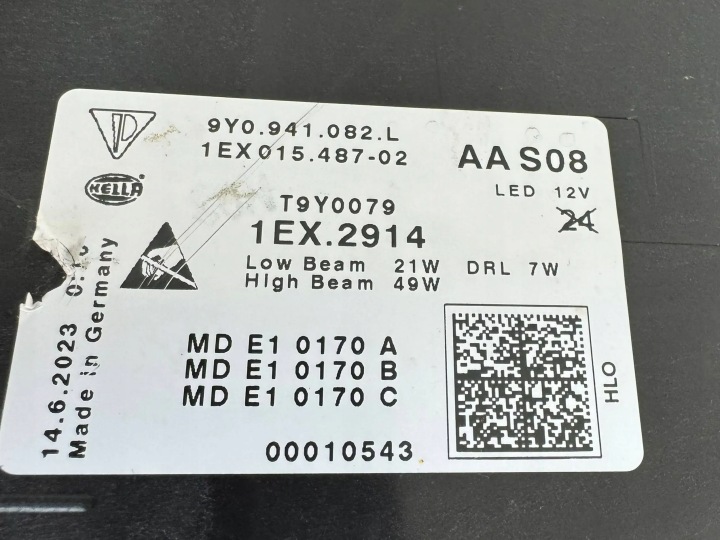 9Y0.941.082.L
1EX015.487-02
AA S08
HELLA
LED 12V
24
T9Y0079
1EX.2914
Low Beam 21W DRL 7W
High Beam 49W
MD E1 0170 A
MD E1 0170 B
MD E1 0170 C
00010543
HLO
14.6.2023
Made in Germany